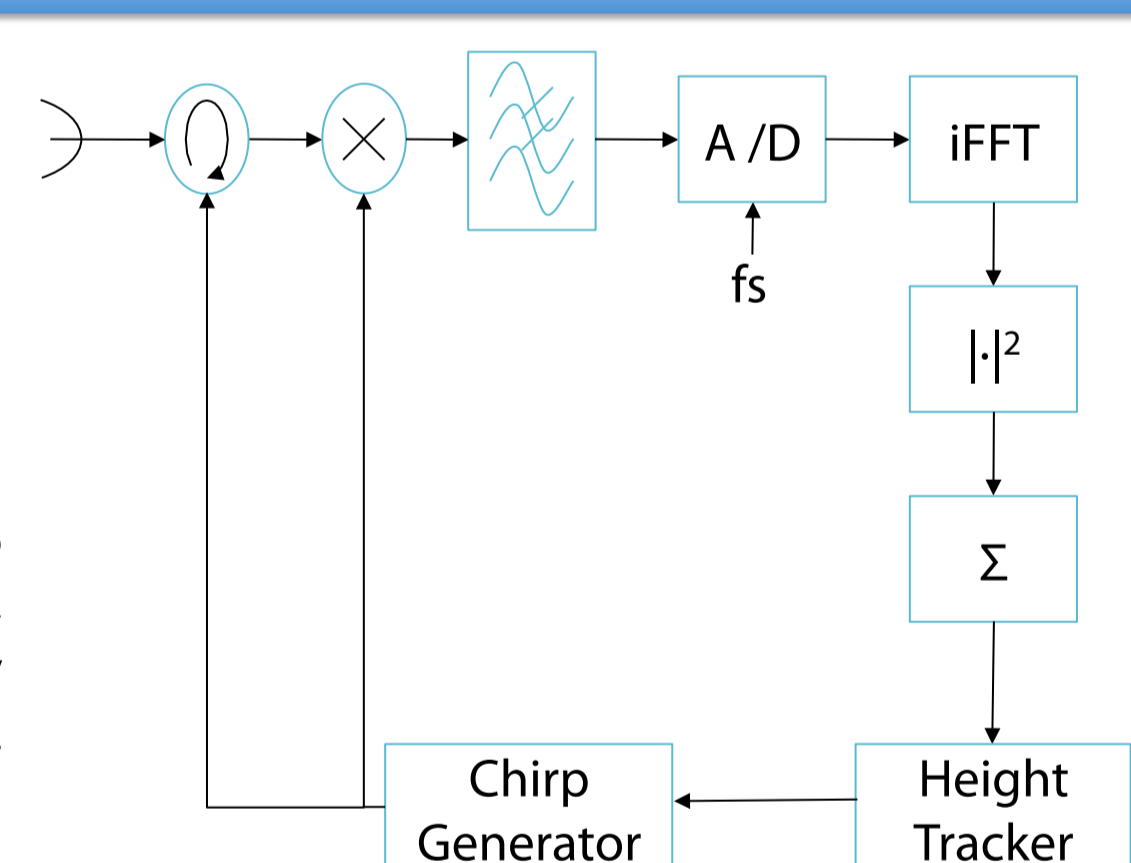 A /D
iFFT
fs
|·|²
Σ
Chirp
Generator
Height
Tracker